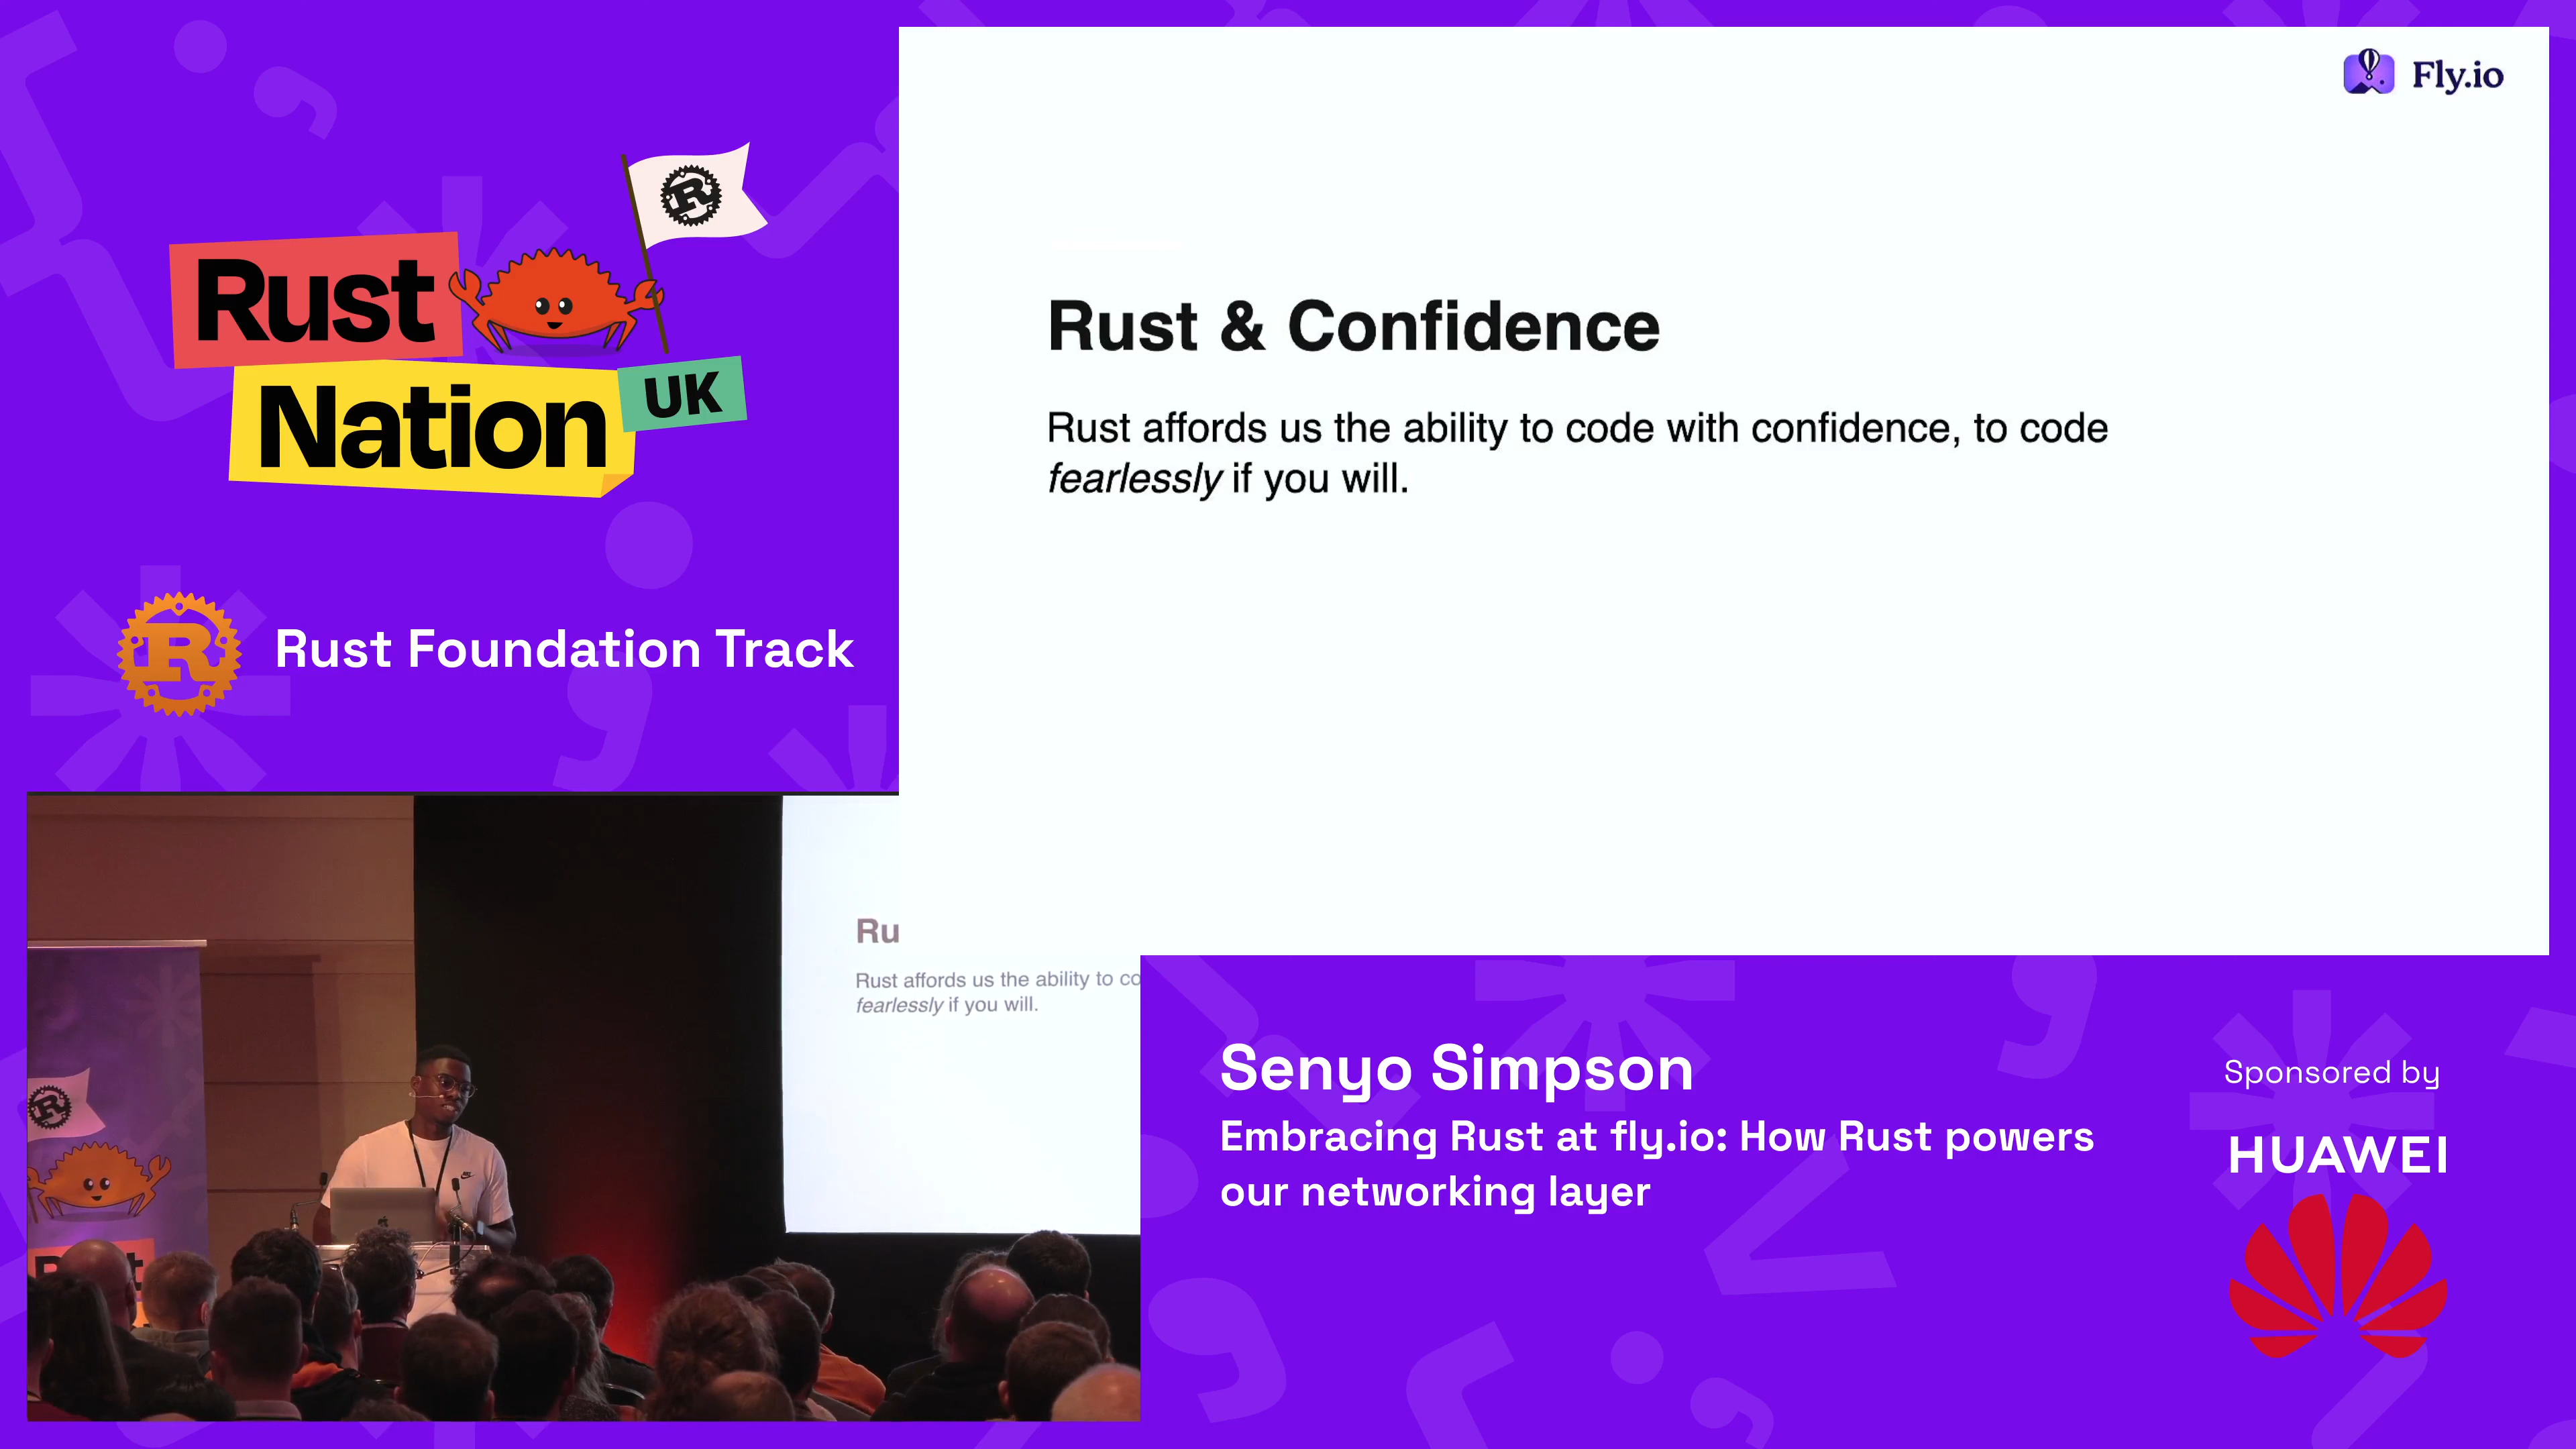 Rust
Nation
UK
R
R
Rust Foundation Track
Fly.io
Rust & Confidence
Rust affords us the ability to code with confidence, to code
fearlessly if you will.
Ru
Rust affords us the ability to co
fearlessly if you will.
R
Senyo Simpson
Embracing Rust at fly.io: How Rust powers
our networking layer
Sponsored by
HUAWEI